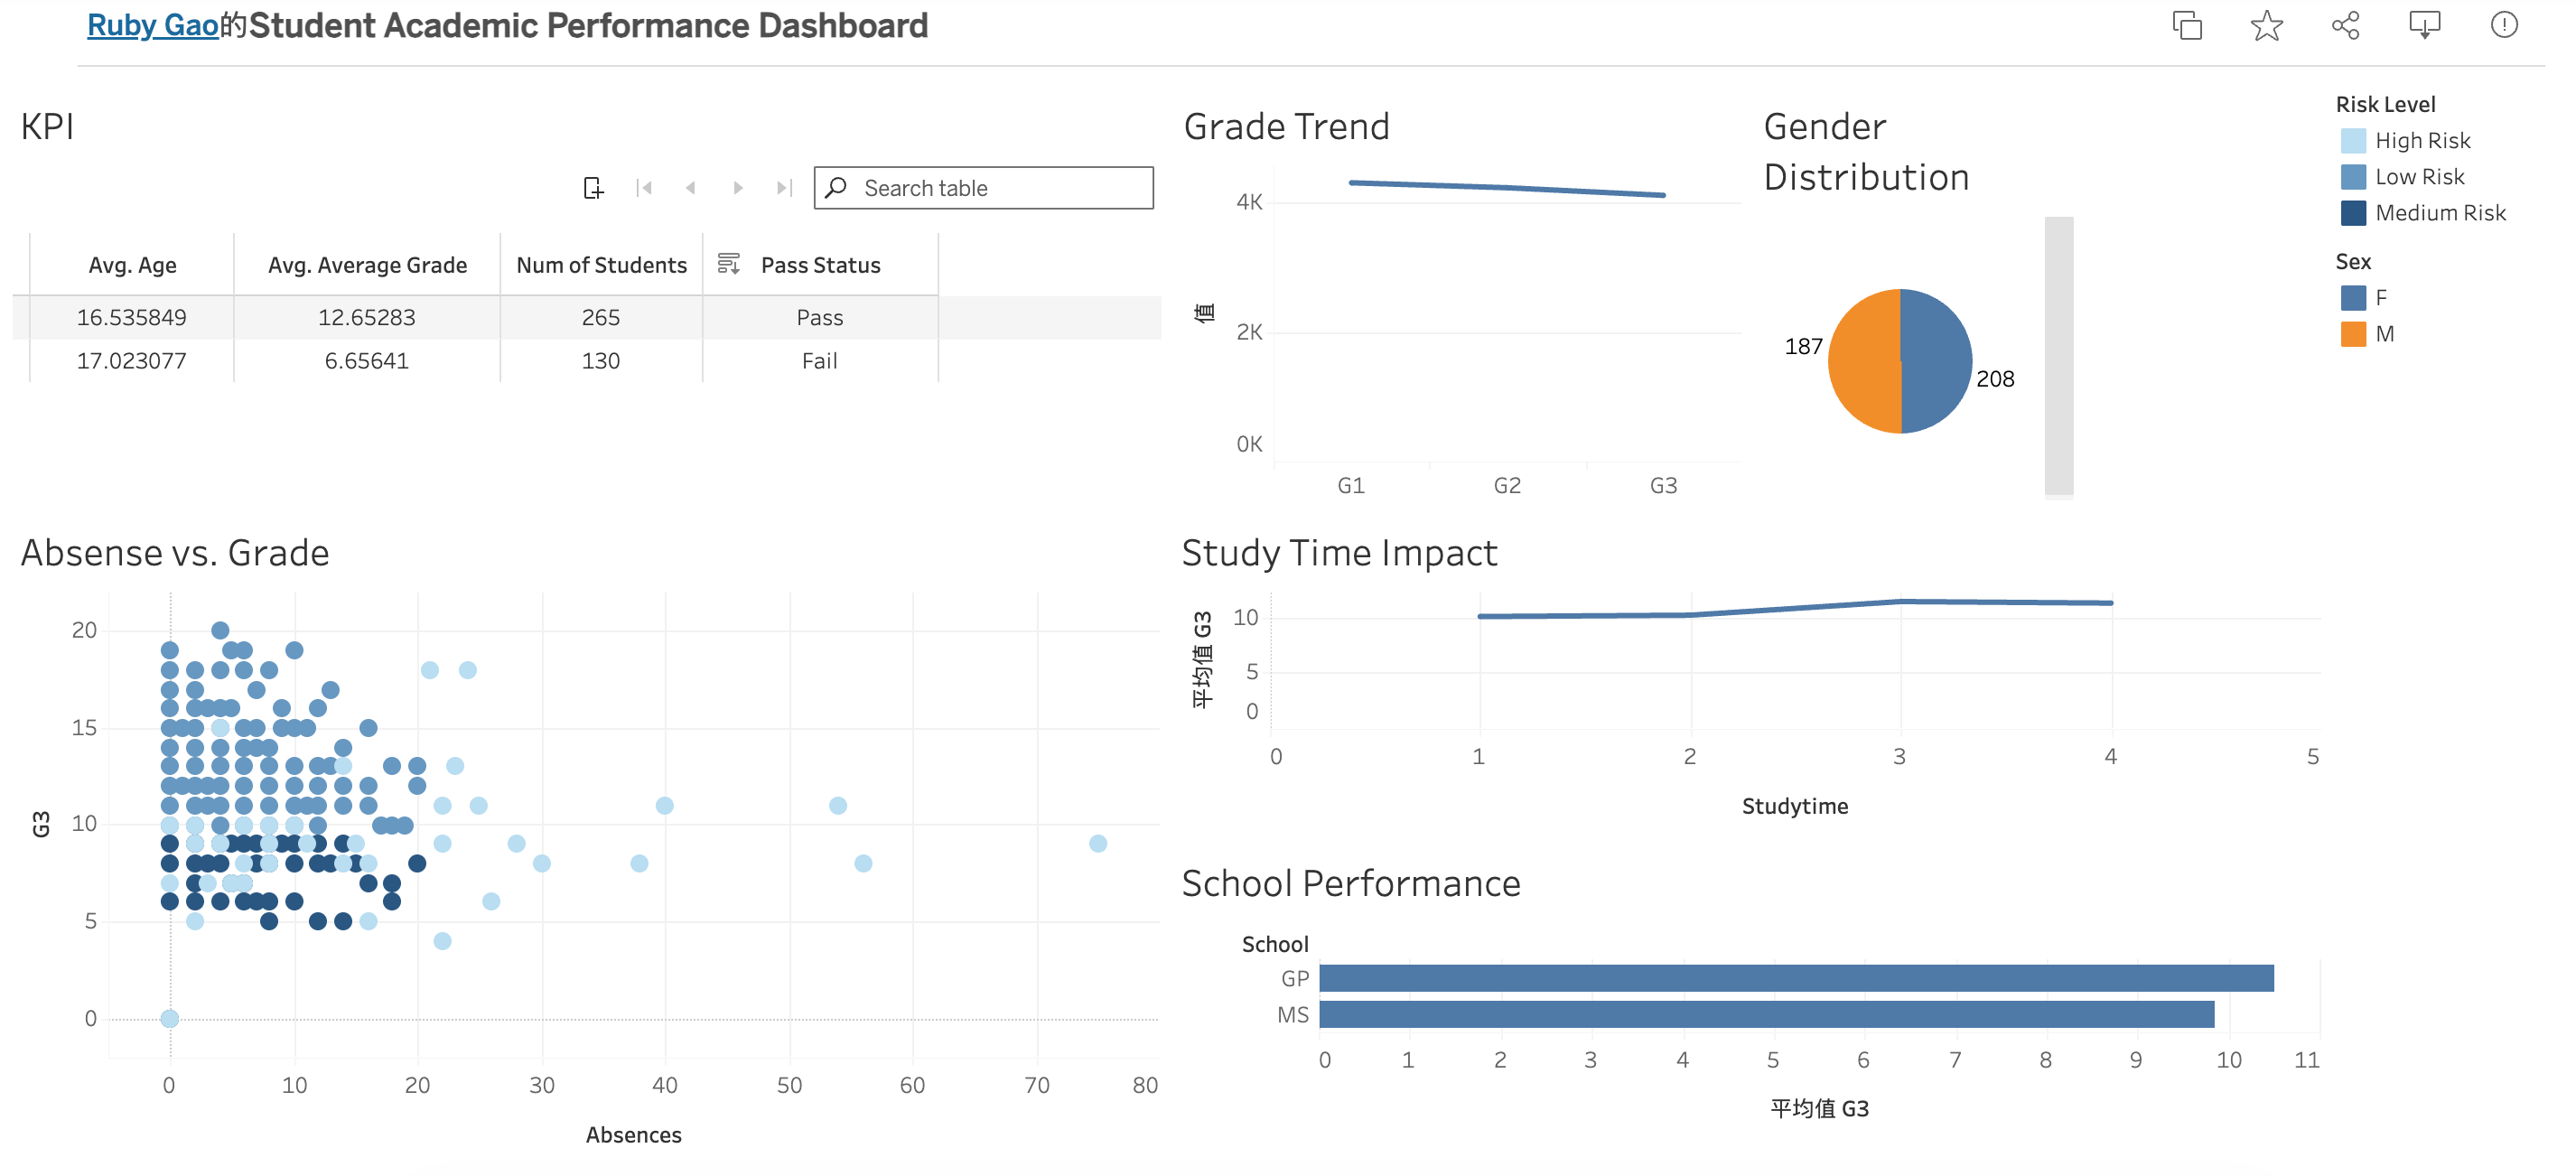 Ruby Gao的Student Academic Performance Dashboard
KPI
Search table
Avg. Age Avg. Average Grade Num of Students Pass Status
16.535849 12.65283 265 Pass
17.023077 6.65641 130 Fail
Grade Trend
值
4K
2K
0K
G1 G2 G3
Gender
Distribution
187
208
Risk Level
High Risk
Low Risk
Medium Risk
Sex
F
M
Absense vs. Grade
G3
20
15
10
5
0
0 10 20 30 40 50 60 70 80
Absences
Study Time Impact
平均值 G3
10
5
0
0 1 2 3 4 5
Studytime
School Performance
School
GP
MS
0 1 2 3 4 5 6 7 8 9 10 11
平均值 G3